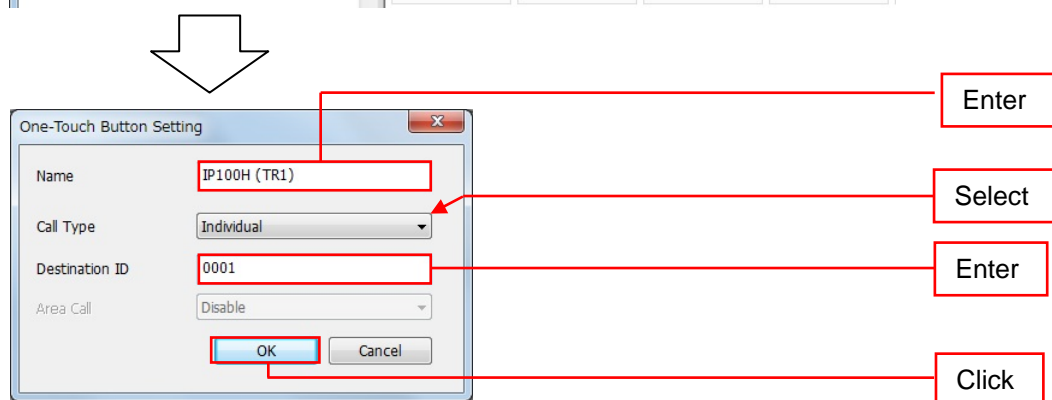 Enter
One-Touch Button Setting
Name IP100H (TR1)
Select
Call Type Individual
Enter
Destination ID 0001
Area Call Disable
OK Cancel
Click